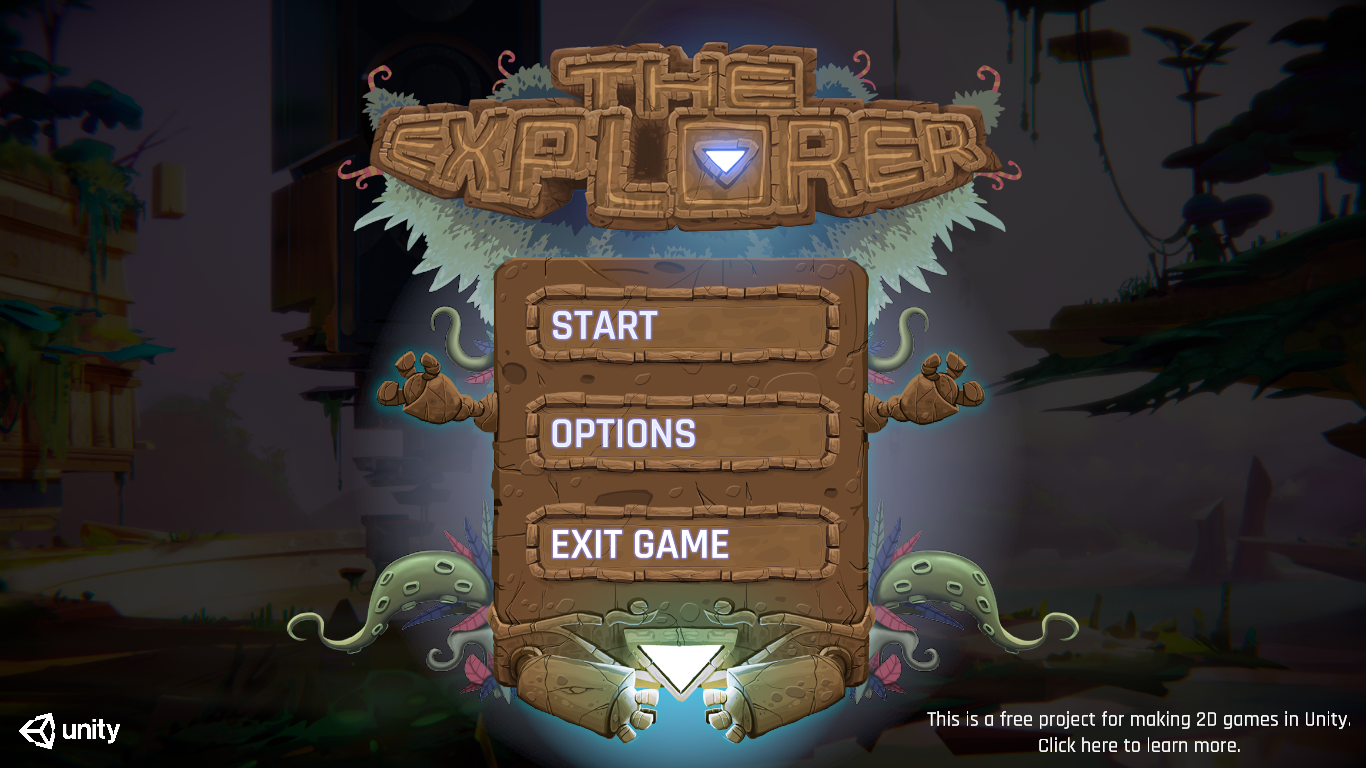 THE
EXPLORER
START
OPTIONS
EXIT GAME
unity
This is a free project for making 2D games in Unity.
Click here to learn more.